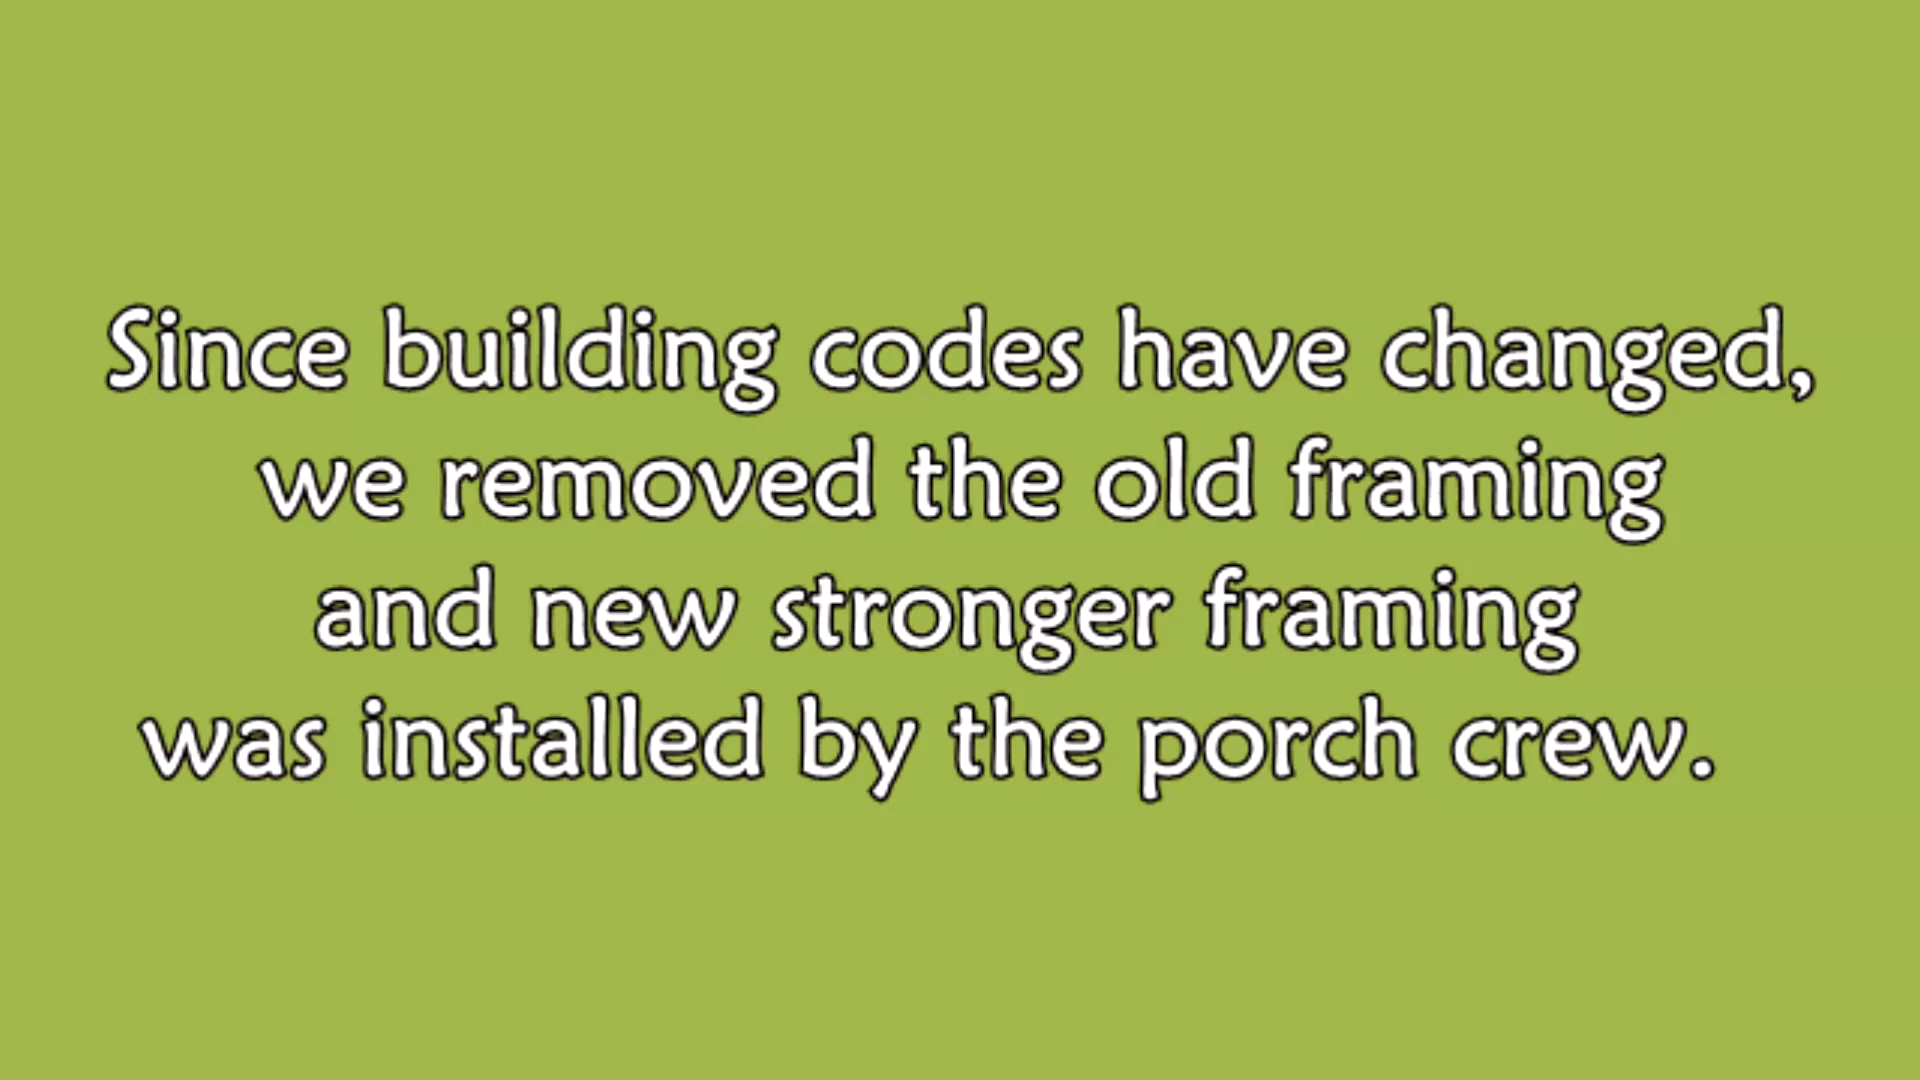 Since building codes have changed,
we removed the old framing
and new stronger framing
was installed by the porch crew.